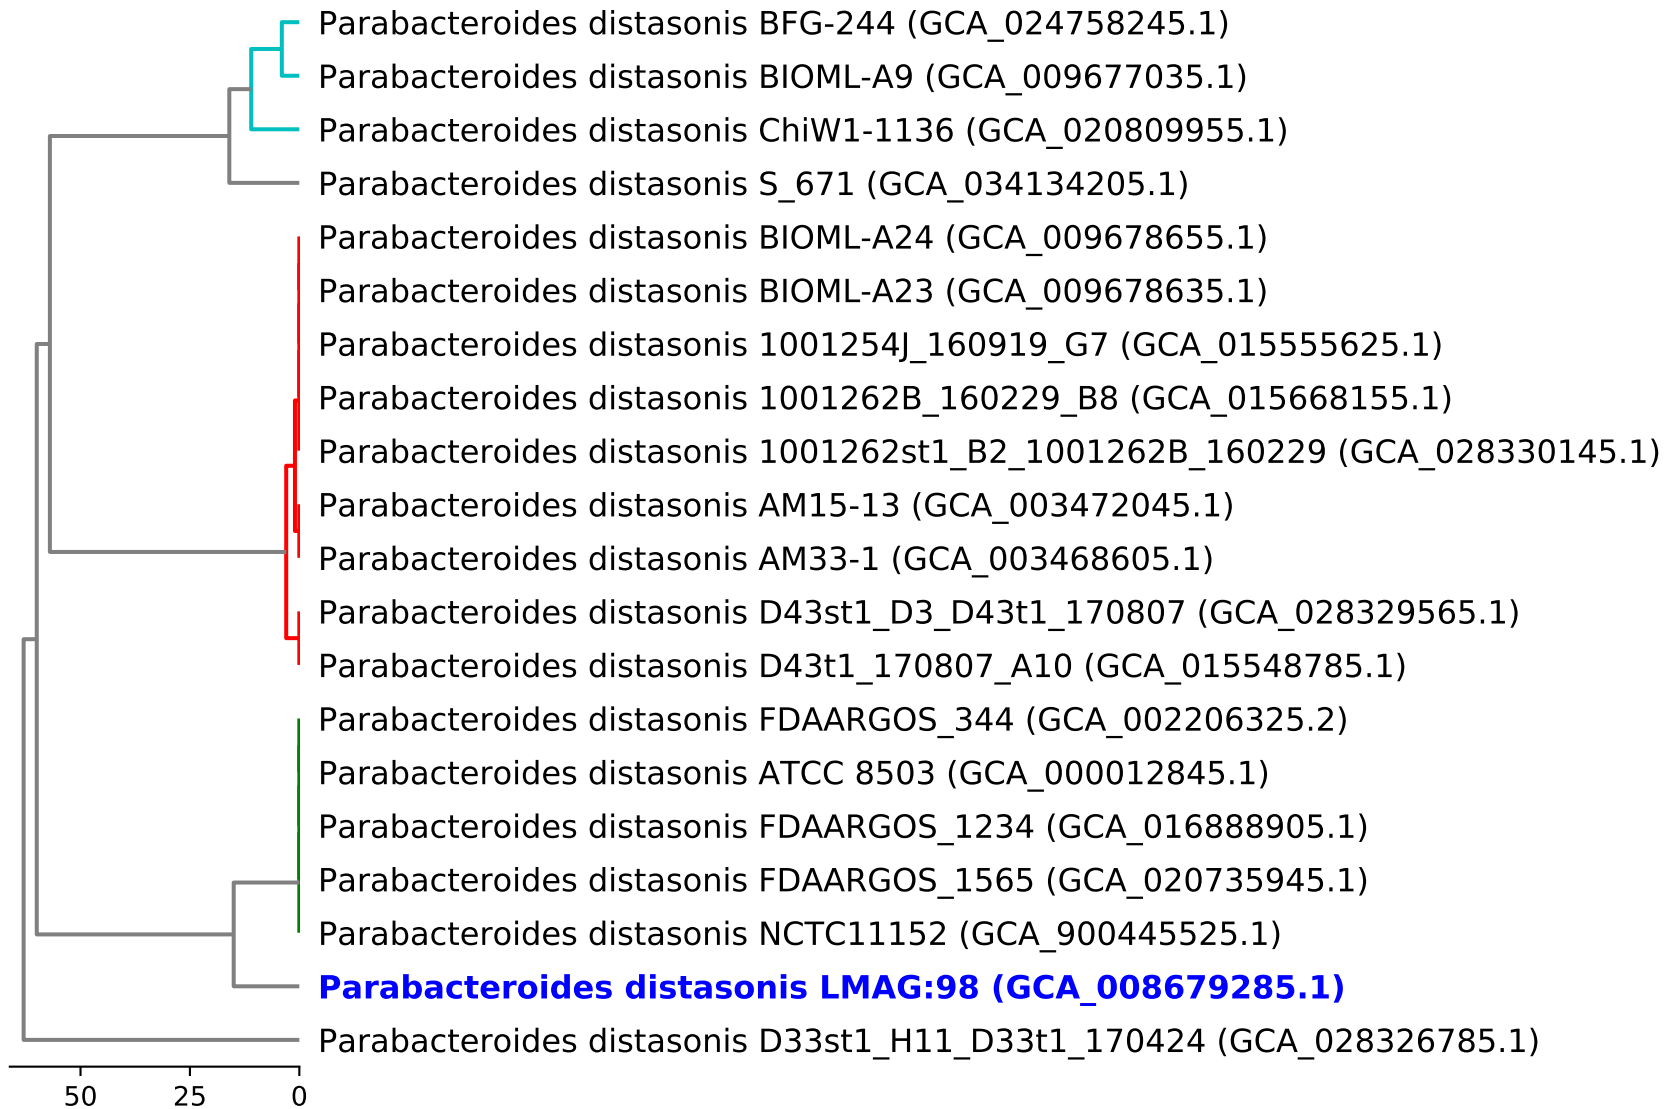 Parabacteroides distasonis BFG-244 (GCA_024758245.1)
Parabacteroides distasonis BIOML-A9 (GCA_009677035.1)
Parabacteroides distasonis ChiW1-1136 (GCA_020809955.1)
Parabacteroides distasonis S_671 (GCA_034134205.1)
Parabacteroides distasonis BIOML-A24 (GCA_009678655.1)
Parabacteroides distasonis BIOML-A23 (GCA_009678635.1)
Parabacteroides distasonis 1001254J_160919_G7 (GCA_015555625.1)
Parabacteroides distasonis 1001262B_160229_B8 (GCA_015668155.1)
Parabacteroides distasonis 1001262st1_B2_1001262B_160229 (GCA_028330145.1)
Parabacteroides distasonis AM15-13 (GCA_003472045.1)
Parabacteroides distasonis AM33-1 (GCA_003468605.1)
Parabacteroides distasonis D43st1_D3_D43t1_170807 (GCA_028329565.1)
Parabacteroides distasonis D43t1_170807_A10 (GCA_015548785.1)
Parabacteroides distasonis FDAARGOS_344 (GCA_002206325.2)
Parabacteroides distasonis ATCC 8503 (GCA_000012845.1)
Parabacteroides distasonis FDAARGOS_1234 (GCA_016888905.1)
Parabacteroides distasonis FDAARGOS_1565 (GCA_020735945.1)
Parabacteroides distasonis NCTC11152 (GCA_900445525.1)
Parabacteroides distasonis LMAG:98 (GCA_008679285.1)
Parabacteroides distasonis D33st1_H11_D33t1_170424 (GCA_028326785.1)
50 25 0